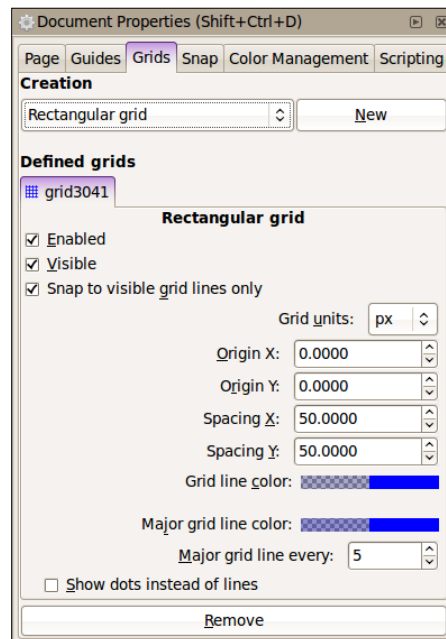 Document Properties (Shift+Ctrl+D)
Page Guides Grids Snap Color Management Scripting
Creation
Rectangular grid New
Defined grids
grid3041
Rectangular grid
Enabled
Visible
Snap to visible grid lines only
Grid units: px
Origin X: 0.0000
Origin Y: 0.0000
Spacing X: 50.0000
Spacing Y: 50.0000
Grid line color:
Major grid line color:
Major grid line every: 5
Show dots instead of lines
Remove